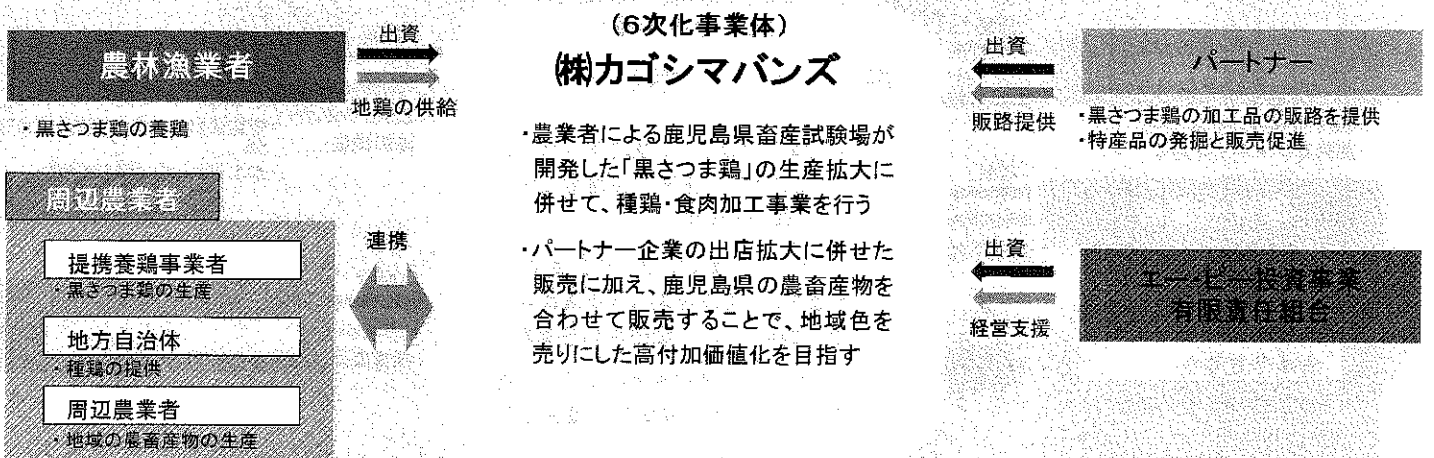 農林漁業者
・黒さつま鶏の養鶏
出資
地鶏の供給
周辺農業者
提携養鶏事業者
・黒さつま鶏の生産
地方自治体
・種鶏の提供
周辺農業者
・地域の農畜産物の生産
連携
(6次化事業体)
㈱カゴシマバンズ
・農業者による鹿児島県畜産試験場が
開発した「黒さつま鶏」の生産拡大に
併せて、種鶏・食肉加工事業を行う
・パートナー企業の出店拡大に併せた
販売に加え、鹿児島県の農畜産物を
合わせて販売することで、地域色を
売りにした高付加価値化を目指す
出資
販路提供
パートナー
・黒さつま鶏の加工品の販路を提供
・特産品の発掘と販売促進
出資
経営支援
エー・ピー投資事業
有限責任組合